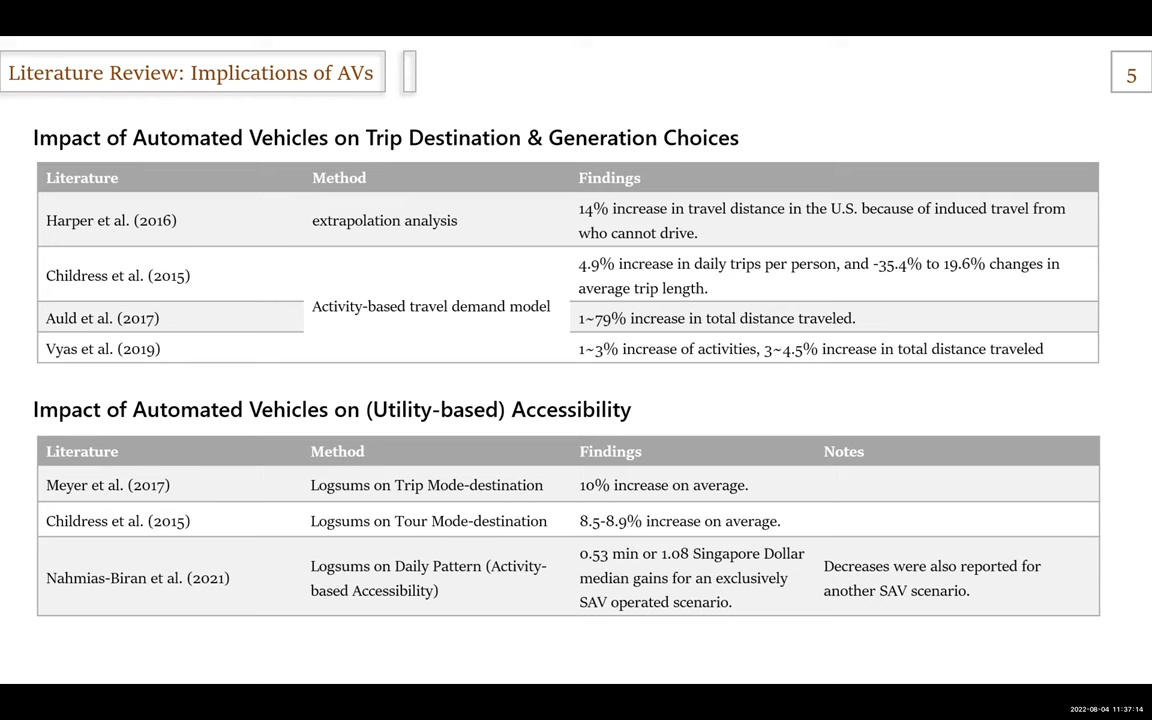 Literature Review: Implications of AVs
5
Impact of Automated Vehicles on Trip Destination & Generation Choices
Literature Method Findings
Harper et al. (2016) extrapolation analysis 14% increase in travel distance in the U.S. because of induced travel from
who cannot drive.
Childress et al. (2015) 4.9% increase in daily trips per person, and -35.4% to 19.6% changes in
average trip length.
Activity-based travel demand model
Auld et al. (2017) 1~79% increase in total distance traveled.
Vyas et al. (2019) 1~3% increase of activities, 3~4.5% increase in total distance traveled
Impact of Automated Vehicles on (Utility-based) Accessibility
Literature Method Findings Notes
Meyer et al. (2017) Logsums on Trip Mode-destination 10% increase on average.
Childress et al. (2015) Logsums on Tour Mode-destination 8.5-8.9% increase on average.
Nahmias-Biran et al. (2021)
Logsums on Daily Pattern (Activity-
based Accessibility)
0.53 min or 1.08 Singapore Dollar
median gains for an exclusively
SAV operated scenario.
Decreases were also reported for
another SAV scenario.
2022-08-04 11:37:14